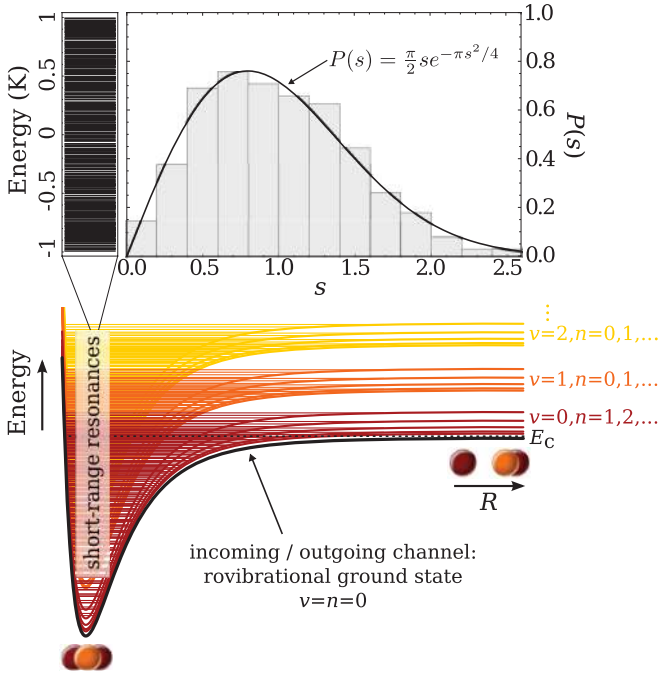 Energy (K)
1
0.5
0
-0.5
-1
P(s) = π/2 se^{−πs²/4}
1.0
0.8
0.6
0.4
0.2
0.0
P(s)
0.0 0.5 1.0 1.5 2.0 2.5
s
Energy
short-range resonances
⋮
v=2,n=0,1,...
v=1,n=0,1,...
v=0,n=1,2,...
E_C
R
incoming / outgoing channel:
rovibrational ground state
v=n=0